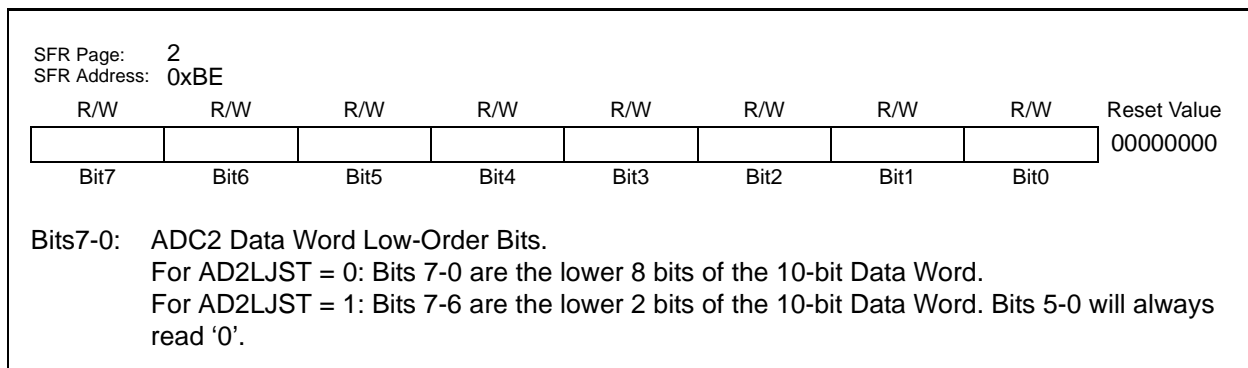 SFR Page: 2
SFR Address: 0xBE
R/W R/W R/W R/W R/W R/W R/W R/W Reset Value
00000000
Bit7 Bit6 Bit5 Bit4 Bit3 Bit2 Bit1 Bit0
Bits7-0: ADC2 Data Word Low-Order Bits.
For AD2LJST = 0: Bits 7-0 are the lower 8 bits of the 10-bit Data Word.
For AD2LJST = 1: Bits 7-6 are the lower 2 bits of the 10-bit Data Word. Bits 5-0 will always
read ‘0’.